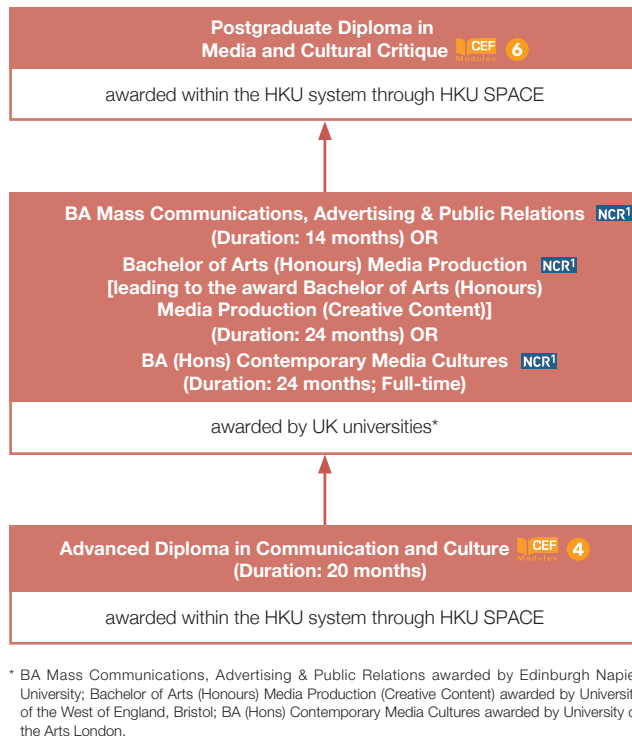 Postgraduate Diploma in
Media and Cultural Critique CEF Modules 6
awarded within the HKU system through HKU SPACE
BA Mass Communications, Advertising & Public Relations NCR1
(Duration: 14 months) OR
Bachelor of Arts (Honours) Media Production NCR1
[leading to the award Bachelor of Arts (Honours)
Media Production (Creative Content)]
(Duration: 24 months) OR
BA (Hons) Contemporary Media Cultures NCR1
(Duration: 24 months; Full-time)
awarded by UK universities*
Advanced Diploma in Communication and Culture CEF Modules 4
(Duration: 20 months)
awarded within the HKU system through HKU SPACE
* BA Mass Communications, Advertising & Public Relations awarded by Edinburgh Napie
University; Bachelor of Arts (Honours) Media Production (Creative Content) awarded by Universit
of the West of England, Bristol; BA (Hons) Contemporary Media Cultures awarded by University o
the Arts London.